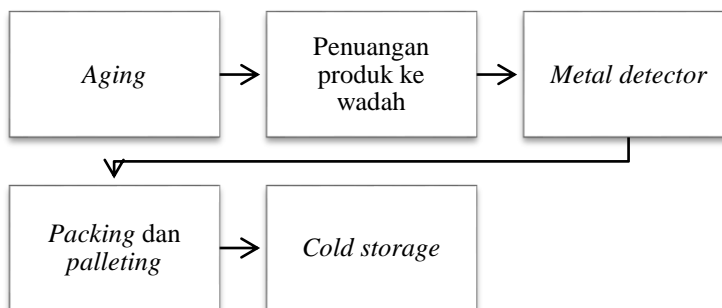 Aging
Penuangan
produk ke
wadah
Metal detector
Packing dan
palleting
Cold storage